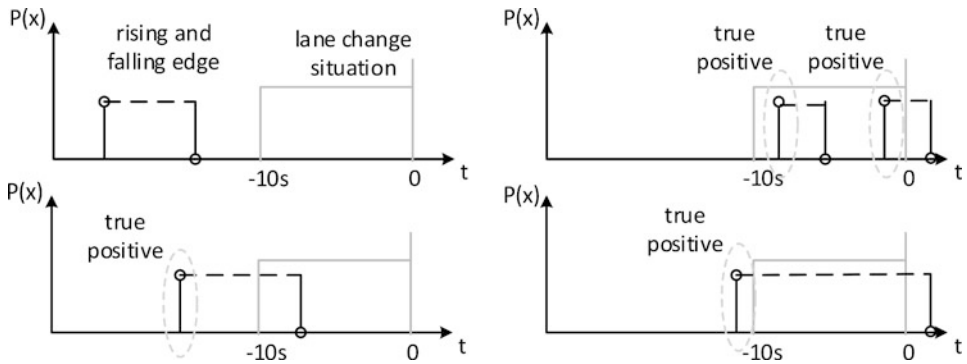 P(x)
rising and
falling edge
lane change
situation
-10s
0
t
P(x)
true
positive
true
positive
-10s
0
t
P(x)
true
positive
-10s
0
t
P(x)
true
positive
-10s
0
t